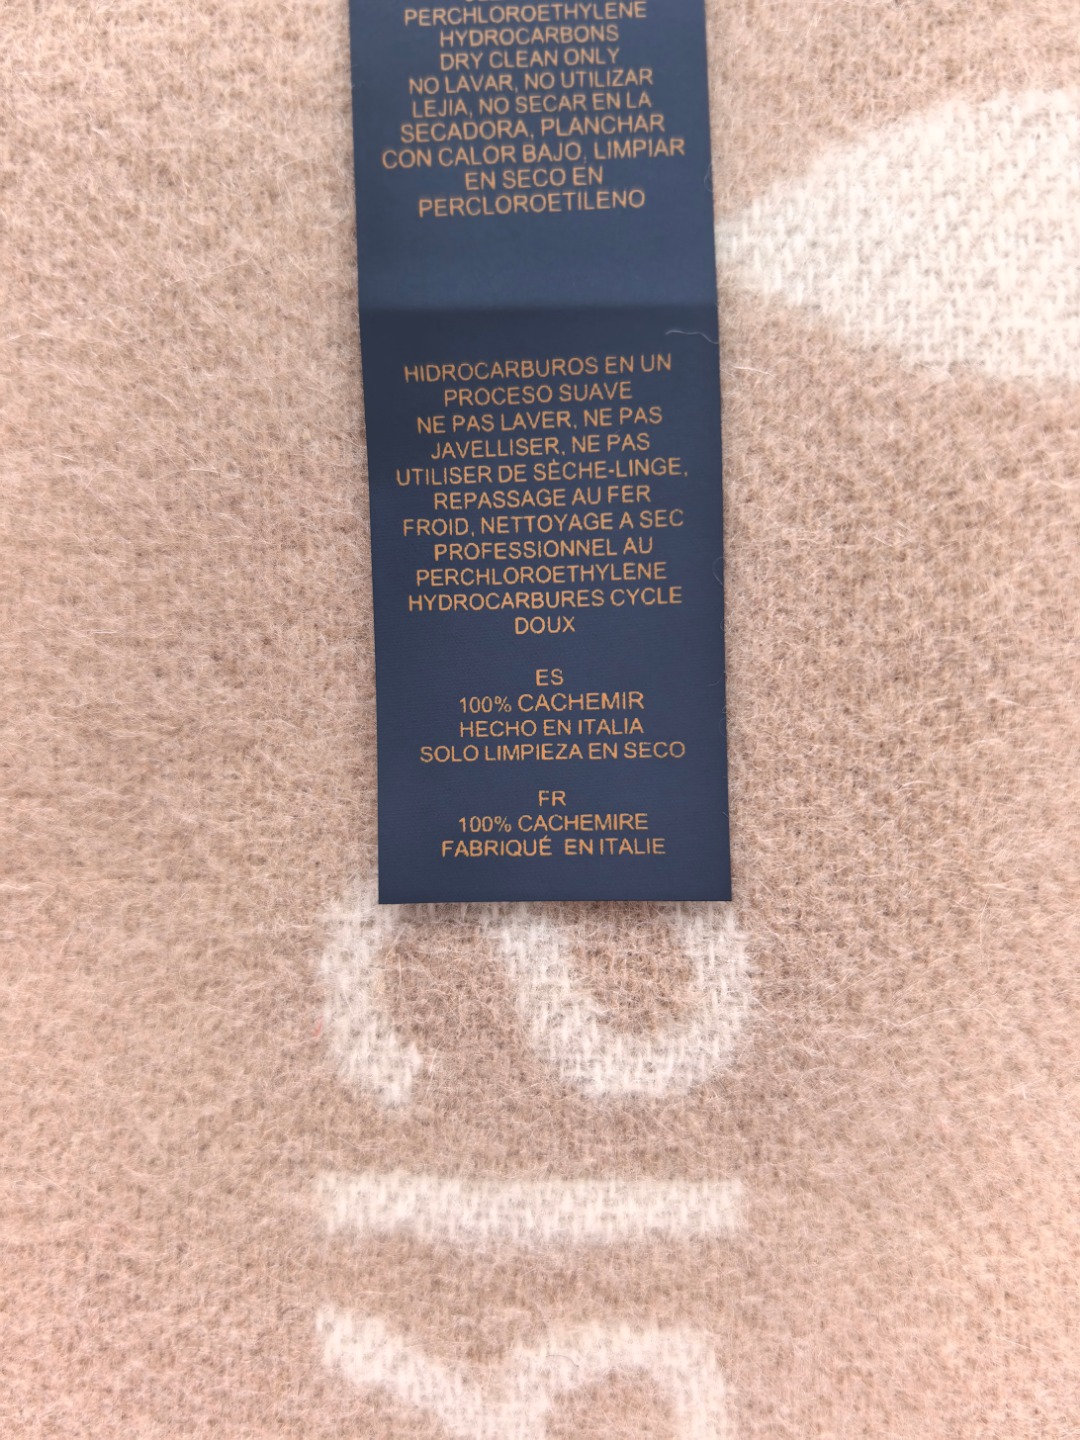 PERCHLOROETHYLENE
HYDROCARBONS
DRY CLEAN ONLY
NO LAVAR, NO UTILIZAR
LEJIA, NO SECAR EN LA
SECADORA, PLANCHAR
CON CALOR BAJO, LIMPIAR
EN SECO EN
PERCLOROETILENO
HIDROCARBUROS EN UN
PROCESO SUAVE
NE PAS LAVER, NE PAS
JAVELLISER, NE PAS
UTILISER DE SÈCHE-LINGE,
REPASSAGE AU FER
FROID, NETTOYAGE A SEC
PROFESSIONNEL AU
PERCHLOROETHYLENE
HYDROCARBURES CYCLE
DOUX
ES
100% CACHEMIR
HECHO EN ITALIA
SOLO LIMPIEZA EN SECO
FR
100% CACHEMIRE
FABRIQUÉ EN ITALIE